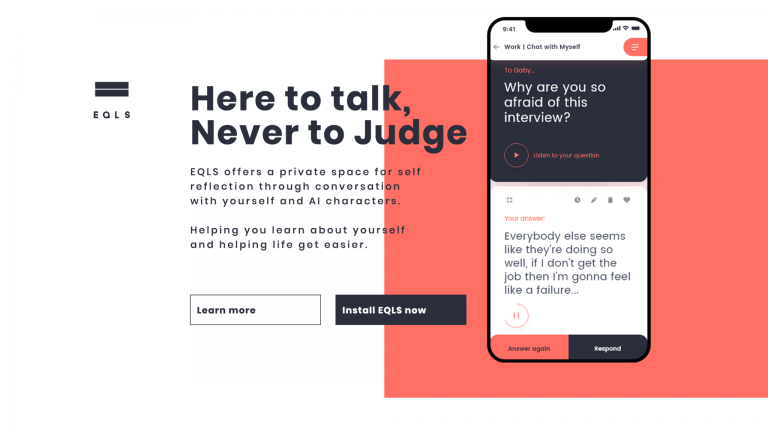 EQLS
Here to talk,
Never to Judge
EQLS offers a private space for self
reflection through conversation
with yourself and AI characters.
Helping you learn about yourself
and helping life get easier.
Learn more
Install EQLS now
9:41
Work | Chat with Myself
To Gaby...
Why are you so
afraid of this
interview?
Listen to your question
Your answer:
Everybody else seems
like they're doing so
well, if I don't get the
job then I'm gonna feel
like a failure...
Answer again
Respond